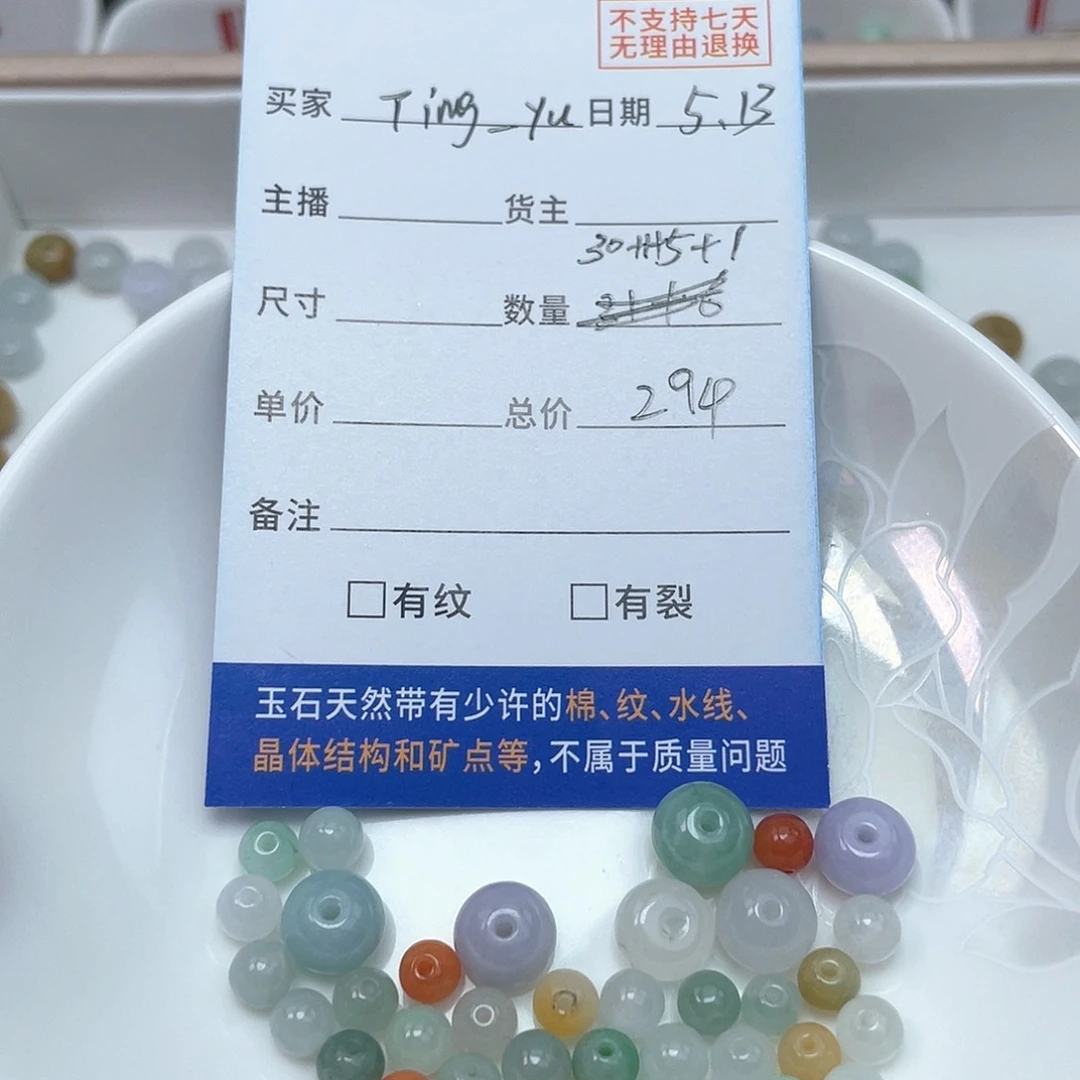 不支持七天
无理由退换
买家 Ting_yu 日期 5.13
主播 货主
30+1+5+1
尺寸 数量
单价 总价 294
备注
□有纹 □有裂
玉石天然带有少许的棉、纹、水线、
晶体结构和矿点等,不属于质量问题